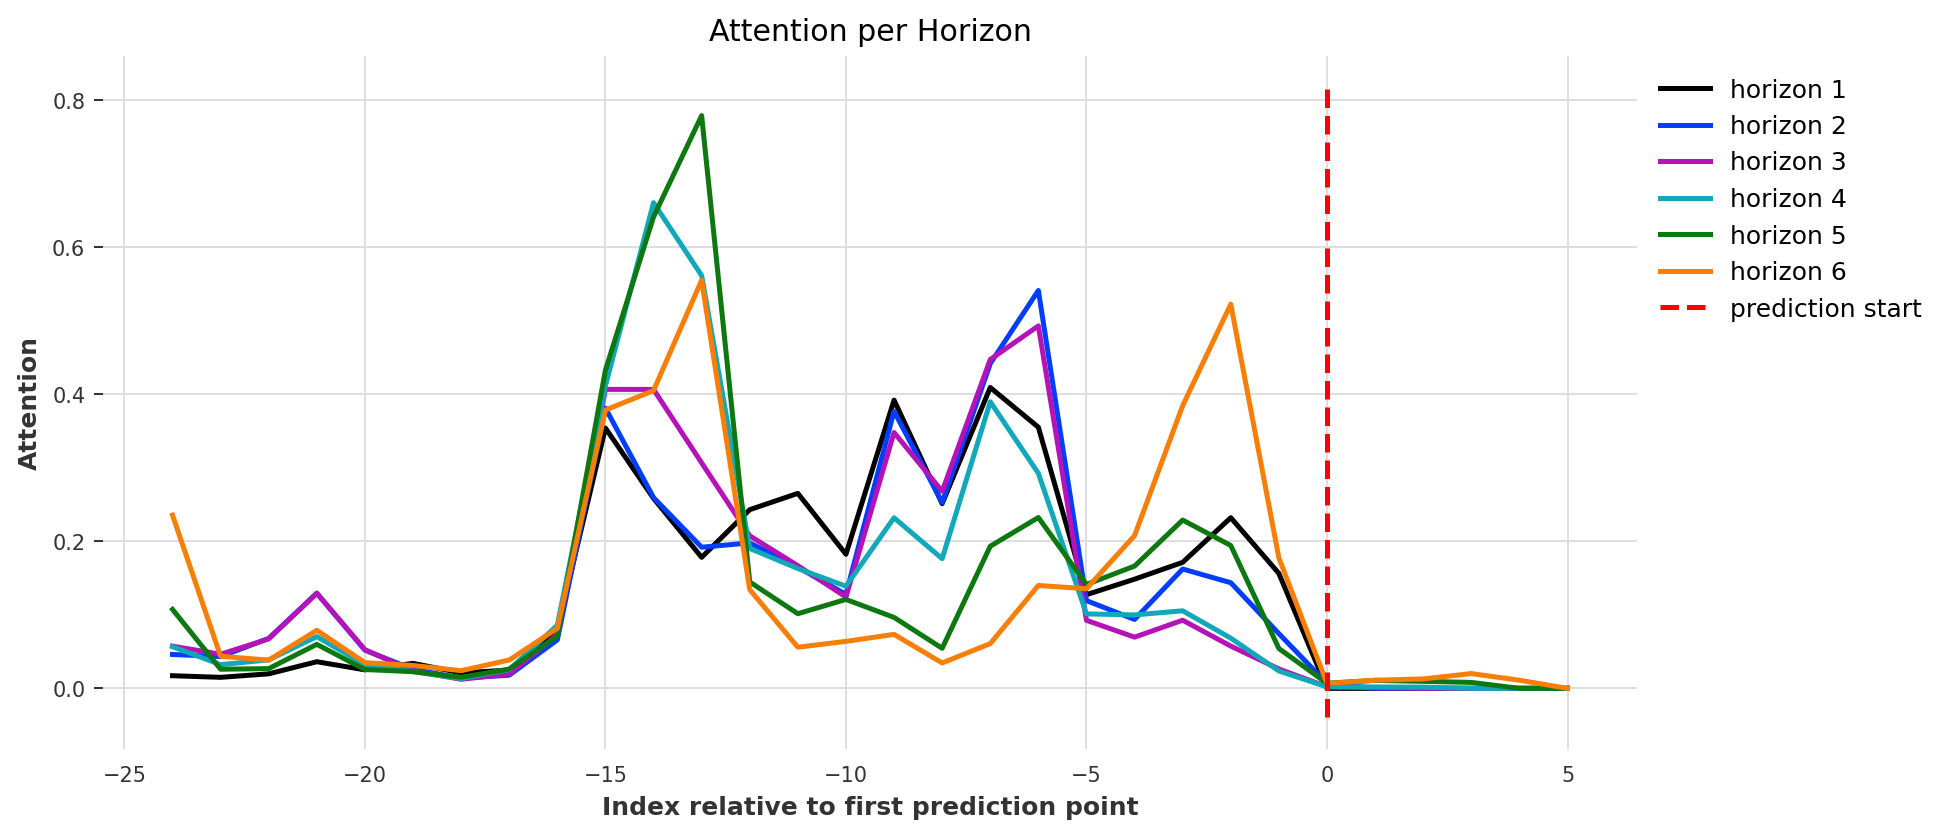 Attention per Horizon
0.8
0.6
0.4
0.2
0.0
Attention
−25
−20
−15
−10
−5
0
5
Index relative to first prediction point
horizon 1
horizon 2
horizon 3
horizon 4
horizon 5
horizon 6
prediction start